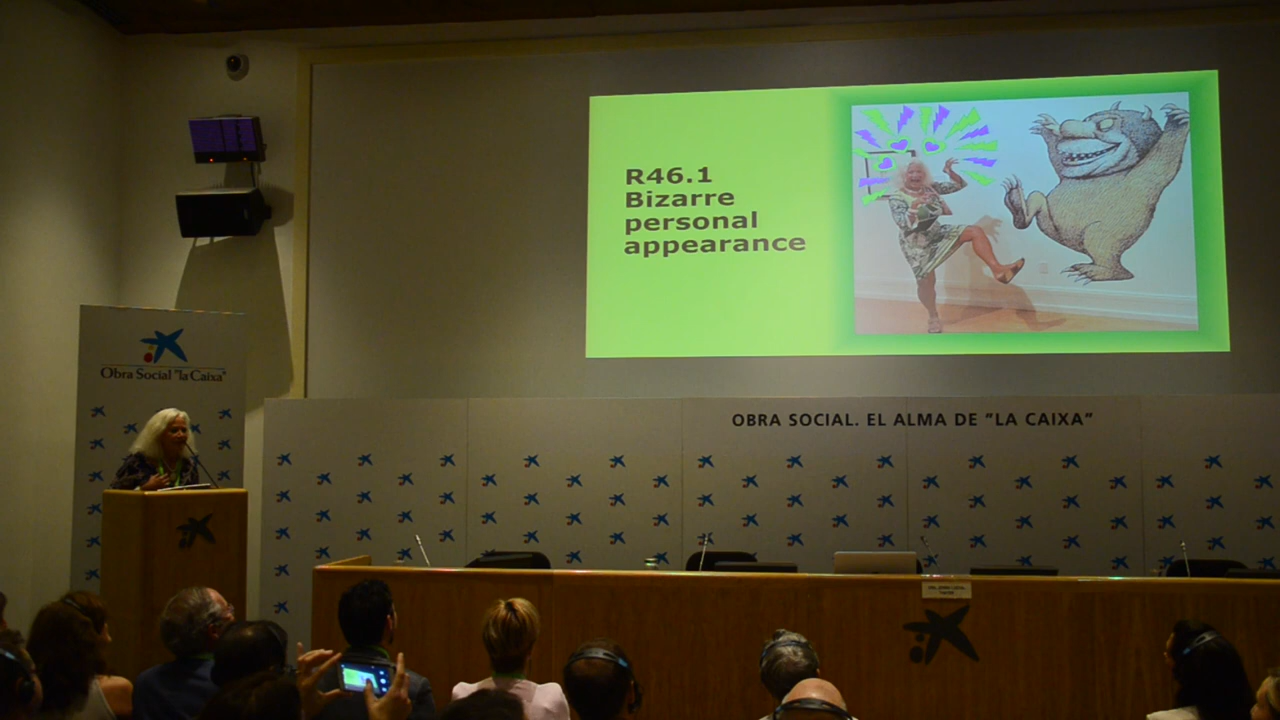 R46.1
Bizarre
personal
appearance
Obra Social "la Caixa"
OBRA SOCIAL. EL ALMA DE "LA CAIXA"